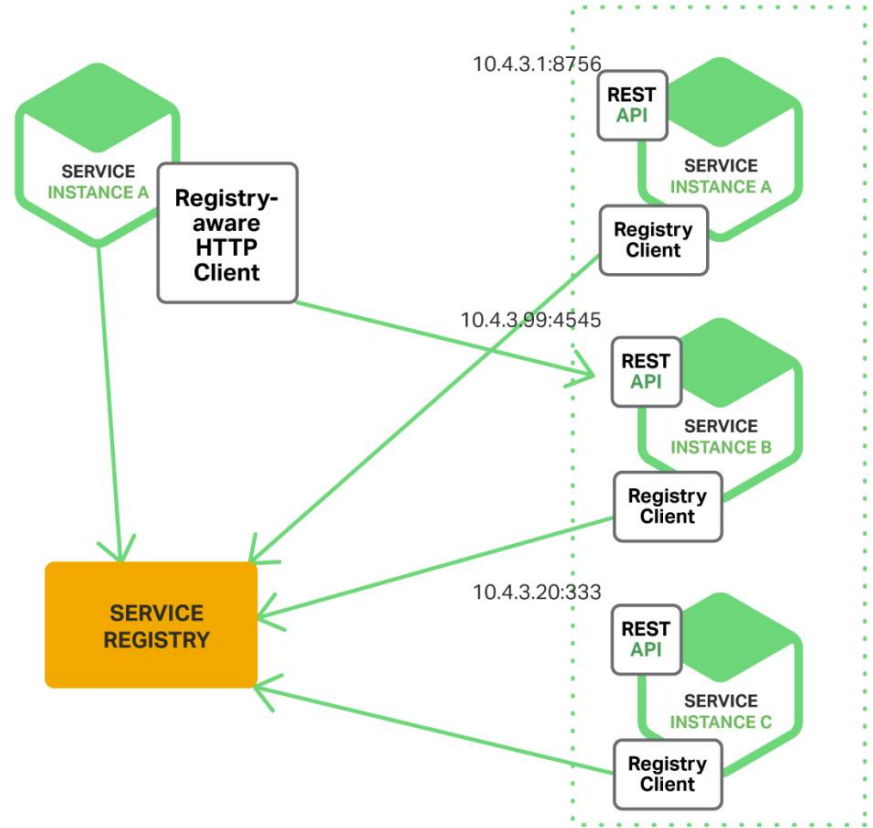 SERVICE
INSTANCE A
Registry-
aware
HTTP
Client
10.4.3.1:8756
REST
API
SERVICE
INSTANCE A
Registry
Client
10.4.3.99:4545
REST
API
SERVICE
INSTANCE B
Registry
Client
SERVICE
REGISTRY
10.4.3.20:333
REST
API
SERVICE
INSTANCE C
Registry
Client